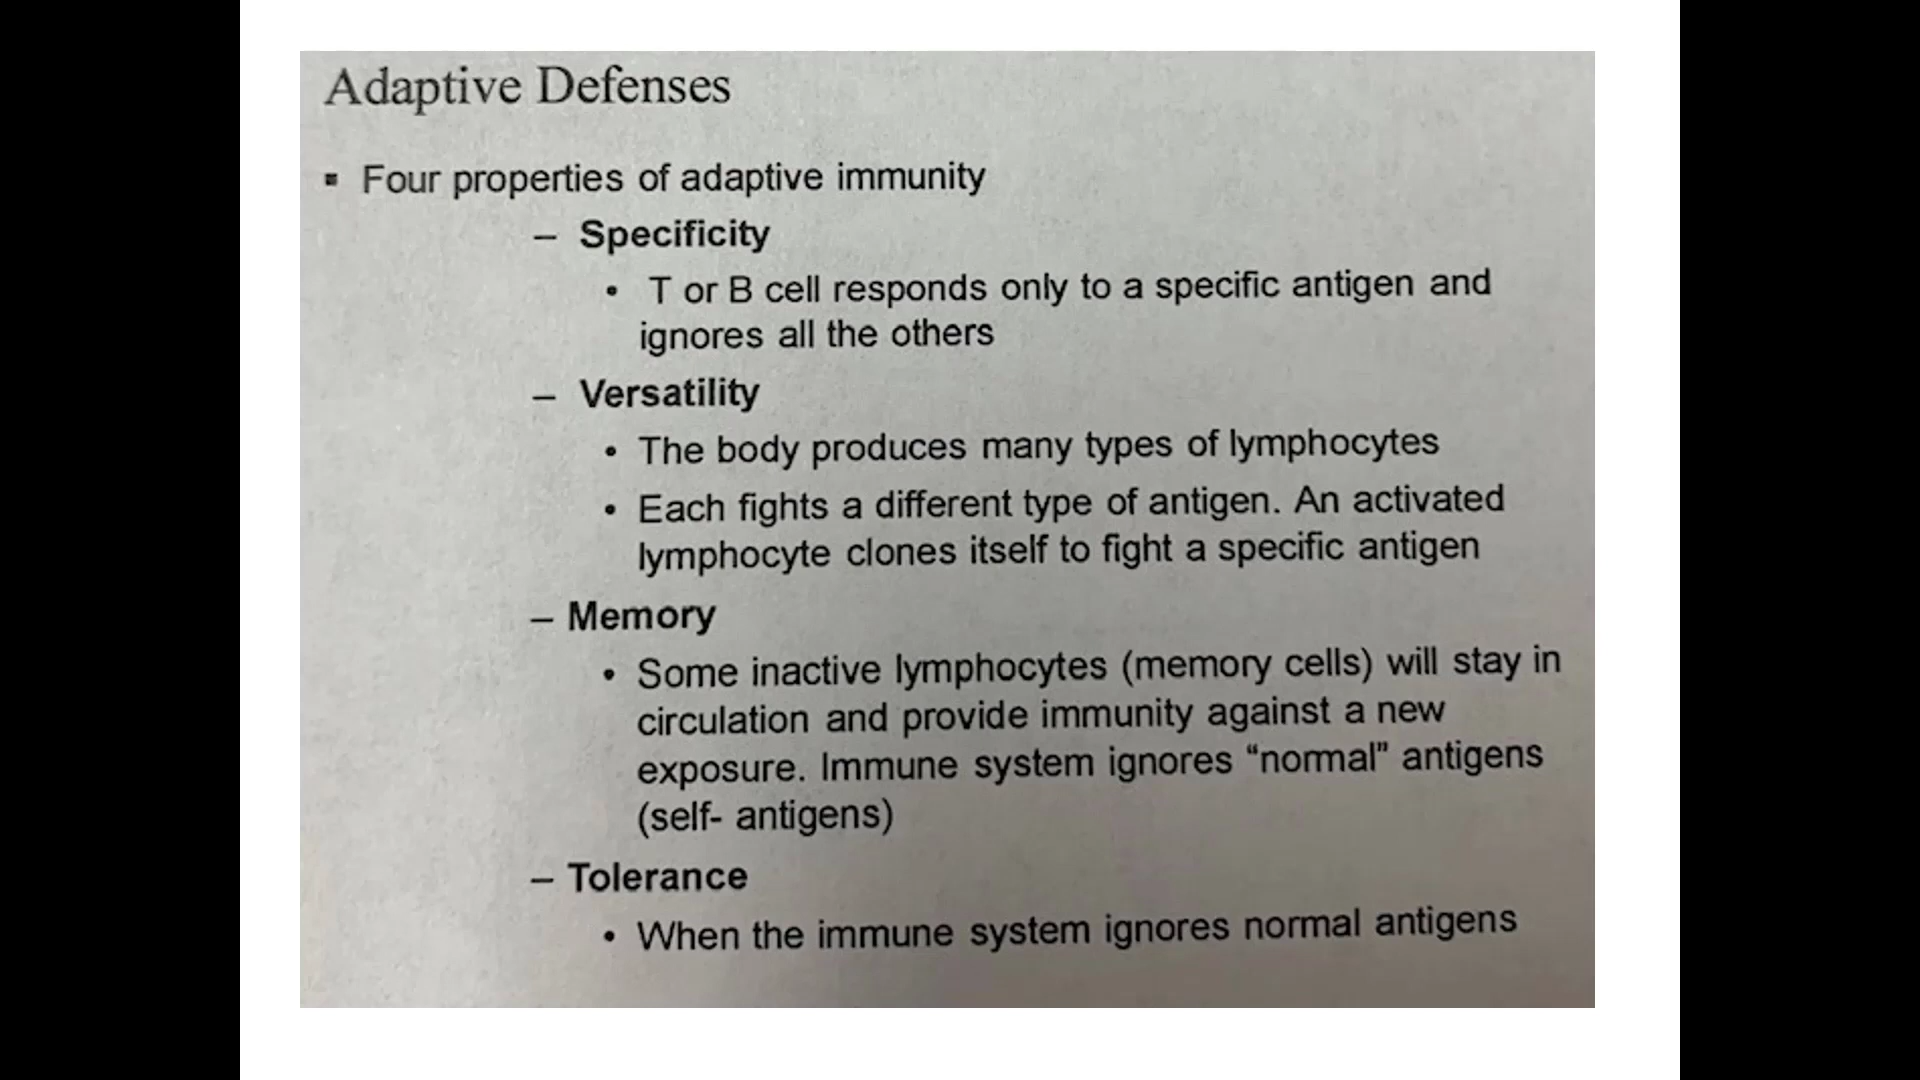 Adaptive Defenses
▪ Four properties of adaptive immunity
– Specificity
• T or B cell responds only to a specific antigen and
ignores all the others
– Versatility
• The body produces many types of lymphocytes
• Each fights a different type of antigen. An activated
lymphocyte clones itself to fight a specific antigen
– Memory
• Some inactive lymphocytes (memory cells) will stay in
circulation and provide immunity against a new
exposure. Immune system ignores “normal” antigens
(self- antigens)
– Tolerance
• When the immune system ignores normal antigens